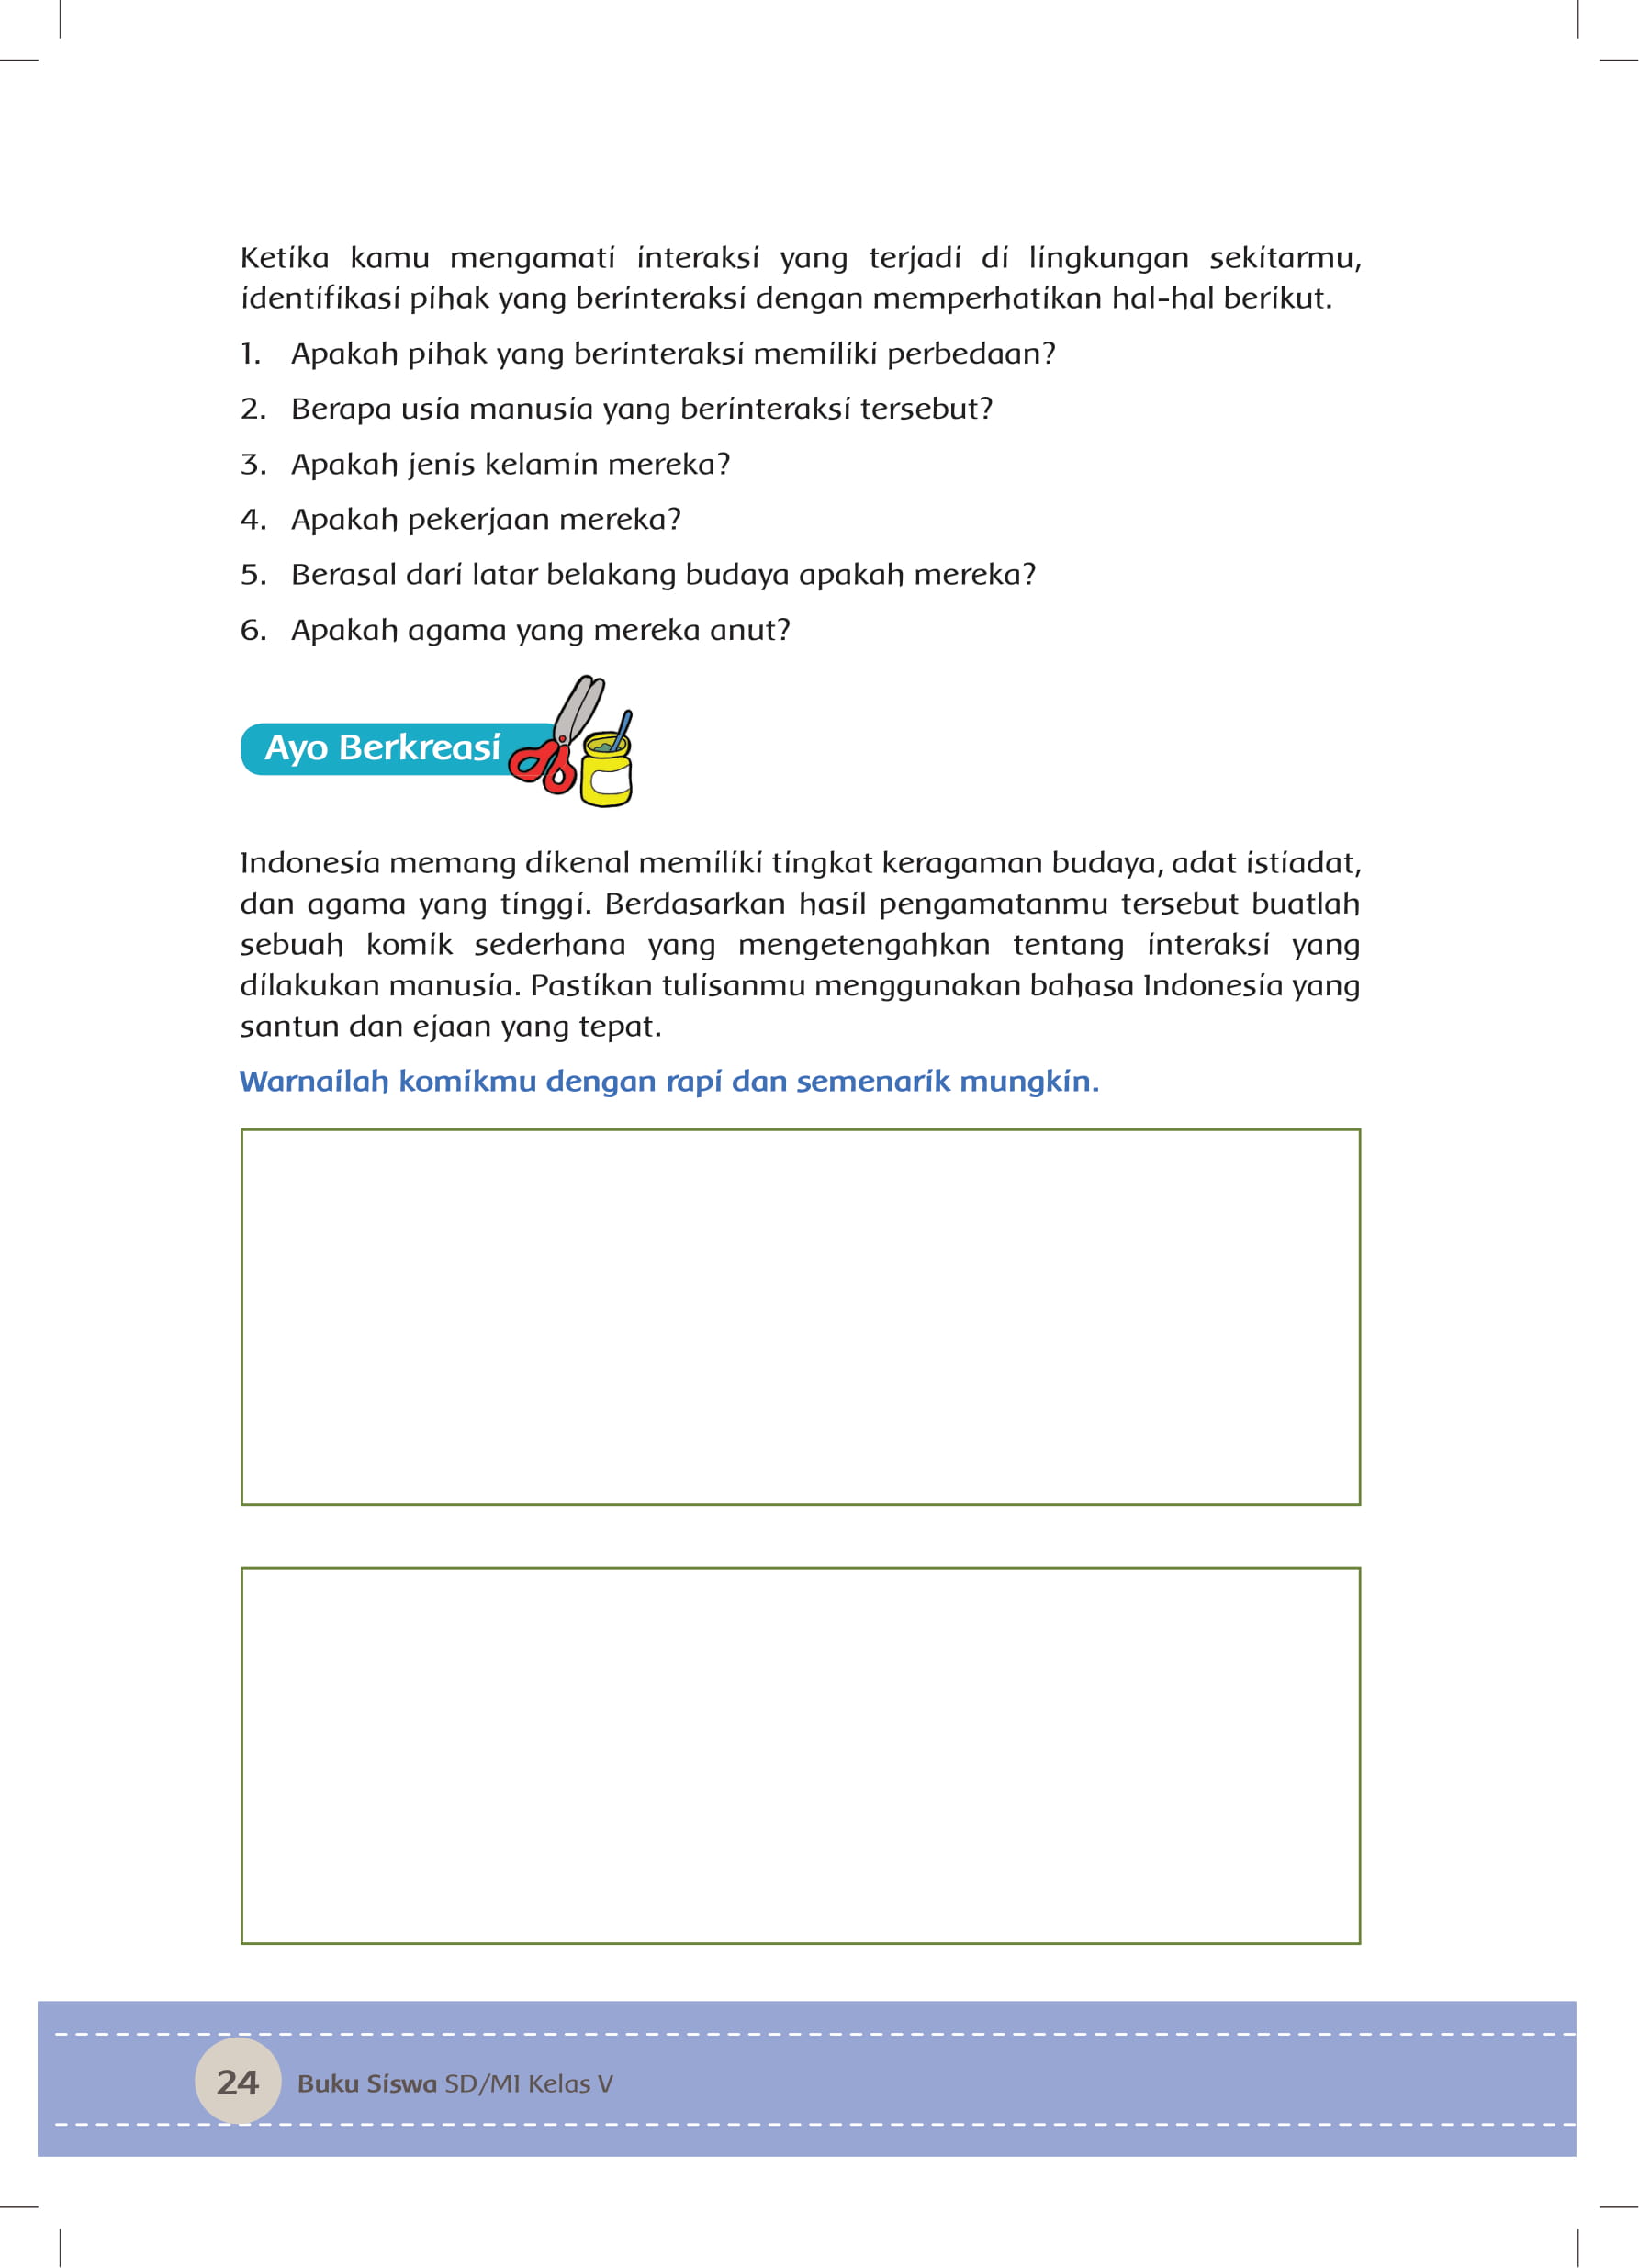 Ketika kamu mengamati interaksi yang terjadi di lingkungan sekitarmu,
identifikasi pihak yang berinteraksi dengan memperhatikan hal-hal berikut.
1. Apakah pihak yang berinteraksi memiliki perbedaan?
2. Berapa usia manusia yang berinteraksi tersebut?
3. Apakah jenis kelamin mereka?
4. Apakah pekerjaan mereka?
5. Berasal dari latar belakang budaya apakah mereka?
6. Apakah agama yang mereka anut?
Ayo Berkreasi
Indonesia memang dikenal memiliki tingkat keragaman budaya, adat istiadat,
dan agama yang tinggi. Berdasarkan hasil pengamatanmu tersebut buatlah
sebuah komik sederhana yang mengetengahkan tentang interaksi yang
dilakukan manusia. Pastikan tulisanmu menggunakan bahasa Indonesia yang
santun dan ejaan yang tepat.
Warnailah komikmu dengan rapi dan semenarik mungkin.
24 Buku Siswa SD/MI Kelas V